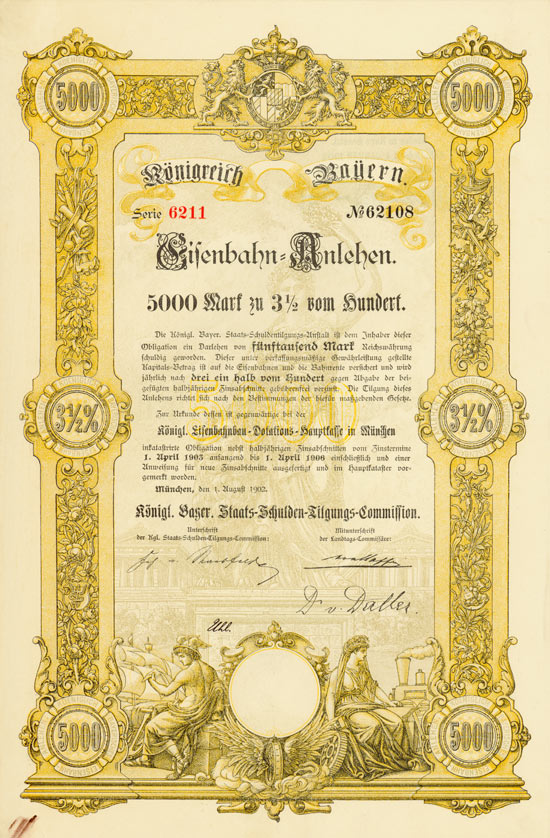 5000
5000
Königreich Bayern.
Serie 6211 No 62108
Eisenbahn-Anlehen.
5000 Mark zu 3½ vom Hundert.
Die Königl. Bayer. Staats-Schuldentilgungs-Anstalt ist dem Inhaber dieser
Obligation ein Darlehen von fünftausend Mark Reichswährung
schuldig geworden. Dieser unter verfassungsmäßige Gewährleistung gestellte
Kapitals-Betrag ist auf die Eisenbahnen und die Bahnrente versichert und wird
jährlich nach drei ein halb vom Hundert gegen Abgabe der bei-
gefügten halbjährigen Zinsabschnitte gebührenfrei verzinst. Die Tilgung dieses
Anlehens richtet sich nach den Bestimmungen der hiefür maßgebenden Gesetze.
Zur Urkunde dessen ist gegenwärtige bei der
Königl. Eisenbahnbau-Dotations-Hauptkasse in München
inkatastrirte Obligation nebst halbjährigen Zinsabschnitten vom Zinstermine
1. April 1903 anfangend bis 1. April 1906 einschließlich und einer
Anweisung für neue Zinsabschnitte ausgefertigt und im Hauptkataster vor-
gemerkt worden.
München, den 1. August 1902.
Königl. Bayer. Staats-Schulden-Tilgungs-Commission.
Unterschrift
der Kgl. Staats-Schulden-Tilgungs-Commission:
Mitunterschrift
der Landtags-Commissäre:
Dr v. Daller.
3½%
3½%
5000
5000
5000